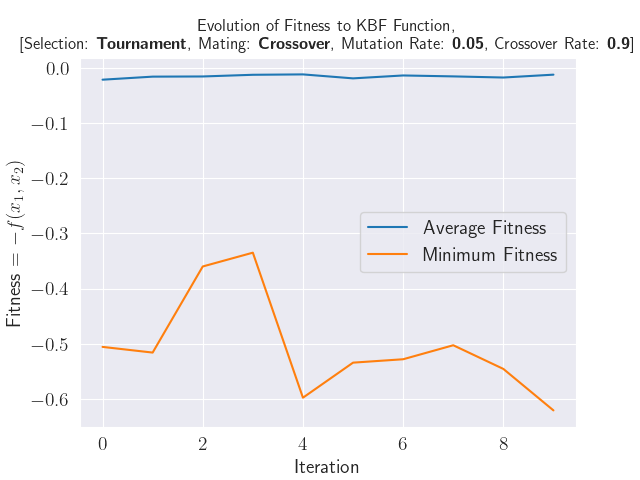 Evolution of Fitness to KBF Function,
[Selection: Tournament, Mating: Crossover, Mutation Rate: 0.05, Crossover Rate: 0.9]
0.0
−0.1
−0.2
−0.3
−0.4
−0.5
−0.6
Fitness = −f(x₁, x₂)
Average Fitness
Minimum Fitness
0 2 4 6 8
Iteration